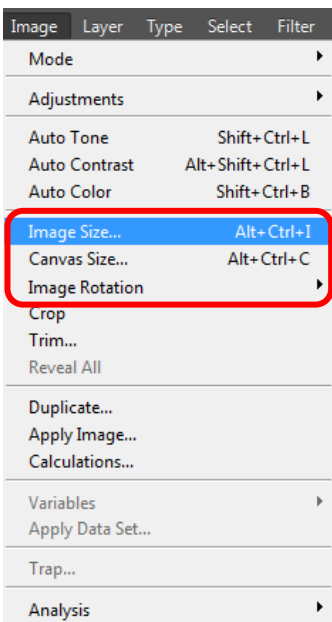 Image Layer Type Select Filter
Mode
Adjustments
Auto Tone Shift+Ctrl+L
Auto Contrast Alt+Shift+Ctrl+L
Auto Color Shift+Ctrl+B
Image Size... Alt+Ctrl+I
Canvas Size... Alt+Ctrl+C
Image Rotation
Crop
Trim...
Reveal All
Duplicate...
Apply Image...
Calculations...
Variables
Apply Data Set...
Trap...
Analysis